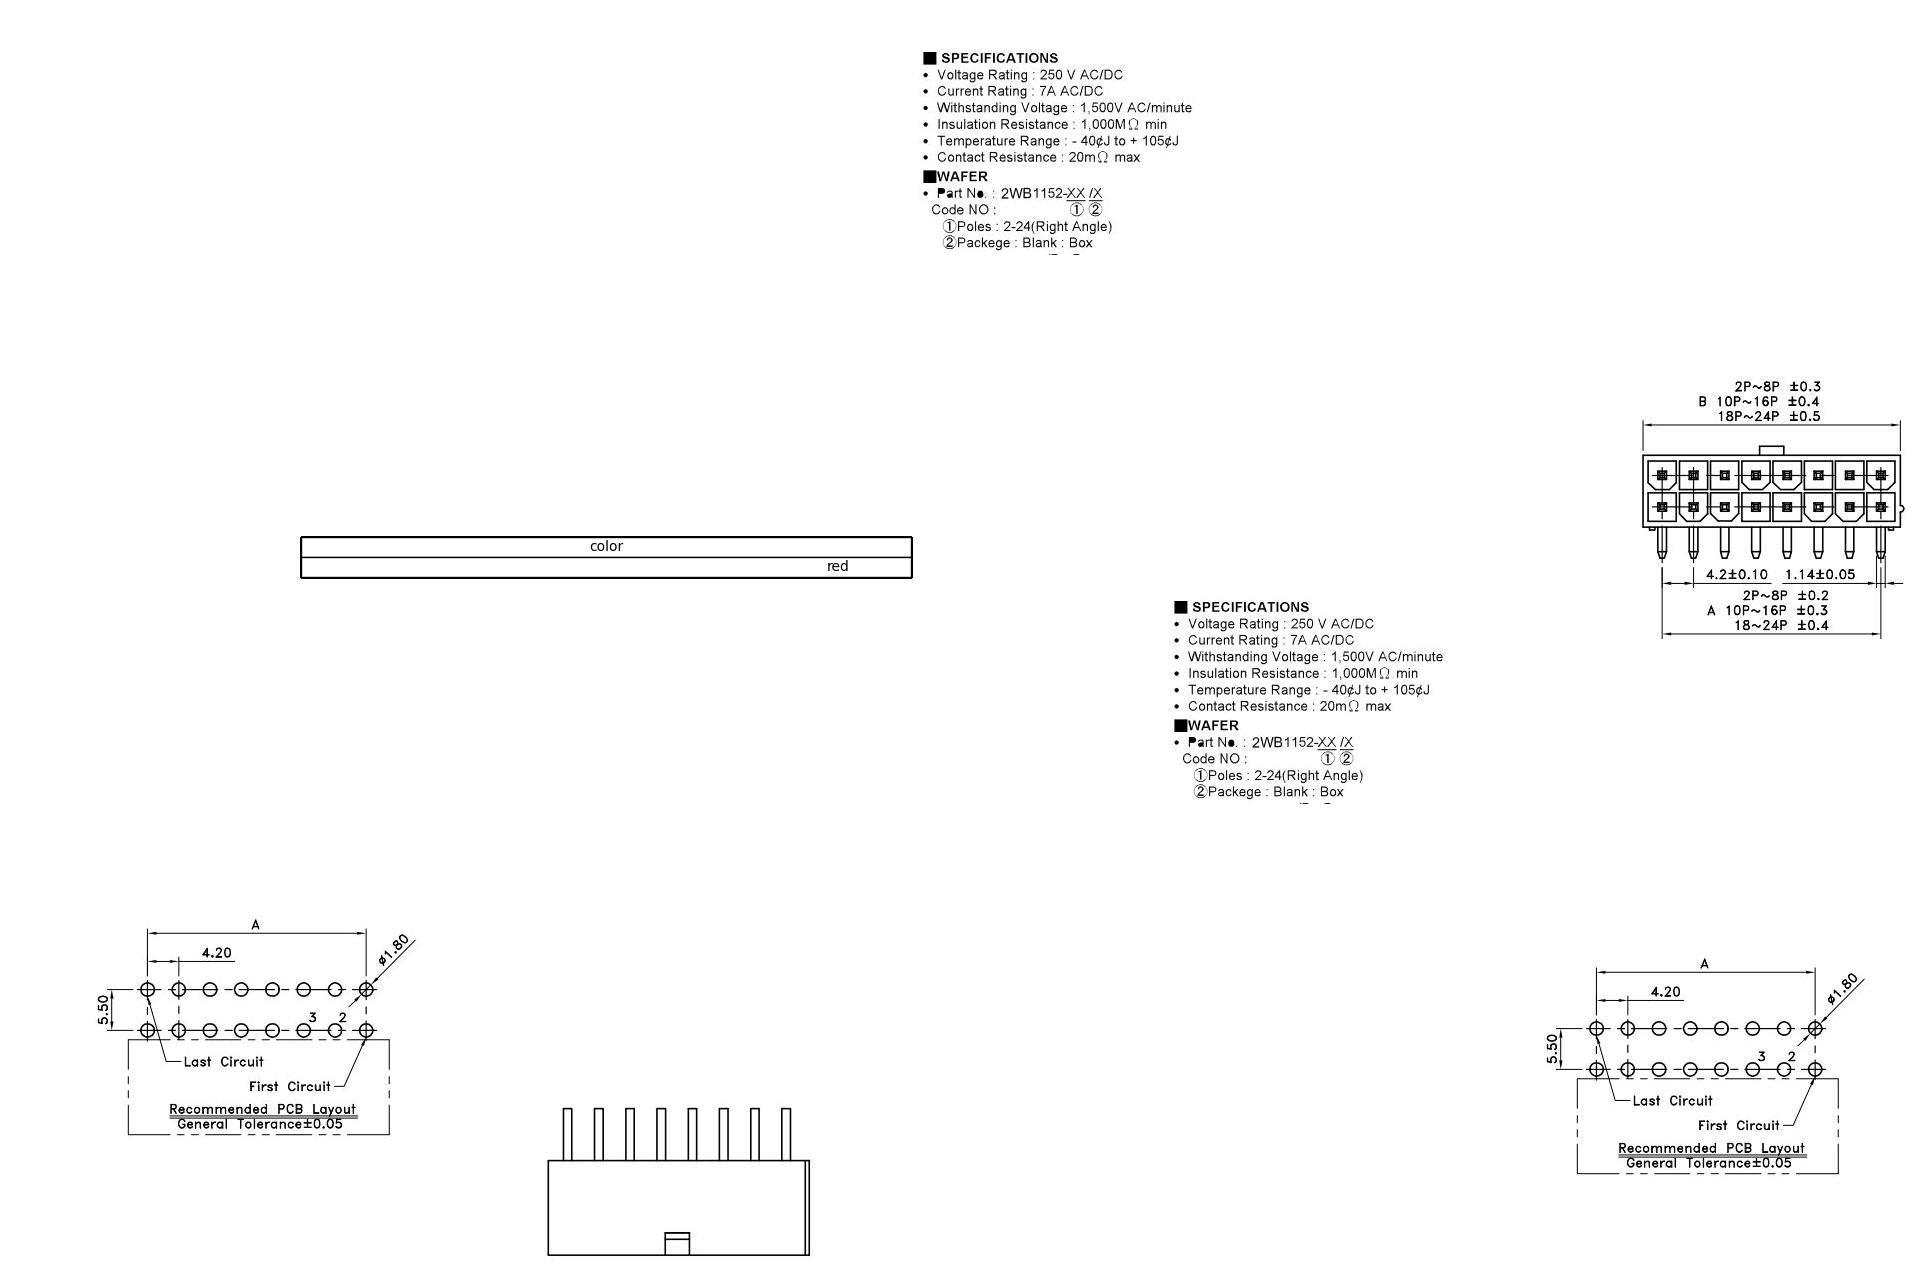 ■ SPECIFICATIONS
• Voltage Rating : 250 V AC/DC
• Current Rating : 7A AC/DC
• Withstanding Voltage : 1,500V AC/minute
• Insulation Resistance : 1,000MΩ min
• Temperature Range : - 40¢J to + 105¢J
• Contact Resistance : 20mΩ max
■WAFER
• Part No. : 2WB1152-XX /X
Code NO : ① ②
①Poles : 2-24(Right Angle)
②Packege : Blank : Box
2P~8P ±0.3
B 10P~16P ±0.4
18P~24P ±0.5
4.2±0.10 1.14±0.05
2P~8P ±0.2
A 10P~16P ±0.3
18~24P ±0.4
color
red
■ SPECIFICATIONS
• Voltage Rating : 250 V AC/DC
• Current Rating : 7A AC/DC
• Withstanding Voltage : 1,500V AC/minute
• Insulation Resistance : 1,000MΩ min
• Temperature Range : - 40¢J to + 105¢J
• Contact Resistance : 20mΩ max
■WAFER
• Part No. : 2WB1152-XX /X
Code NO : ① ②
①Poles : 2-24(Right Angle)
②Packege : Blank : Box
A
4.20
ø1.80
5.50
3 2
Last Circuit
First Circuit
Recommended PCB Layout
General Tolerance±0.05
A
4.20
ø1.80
5.50
3 2
Last Circuit
First Circuit
Recommended PCB Layout
General Tolerance±0.05